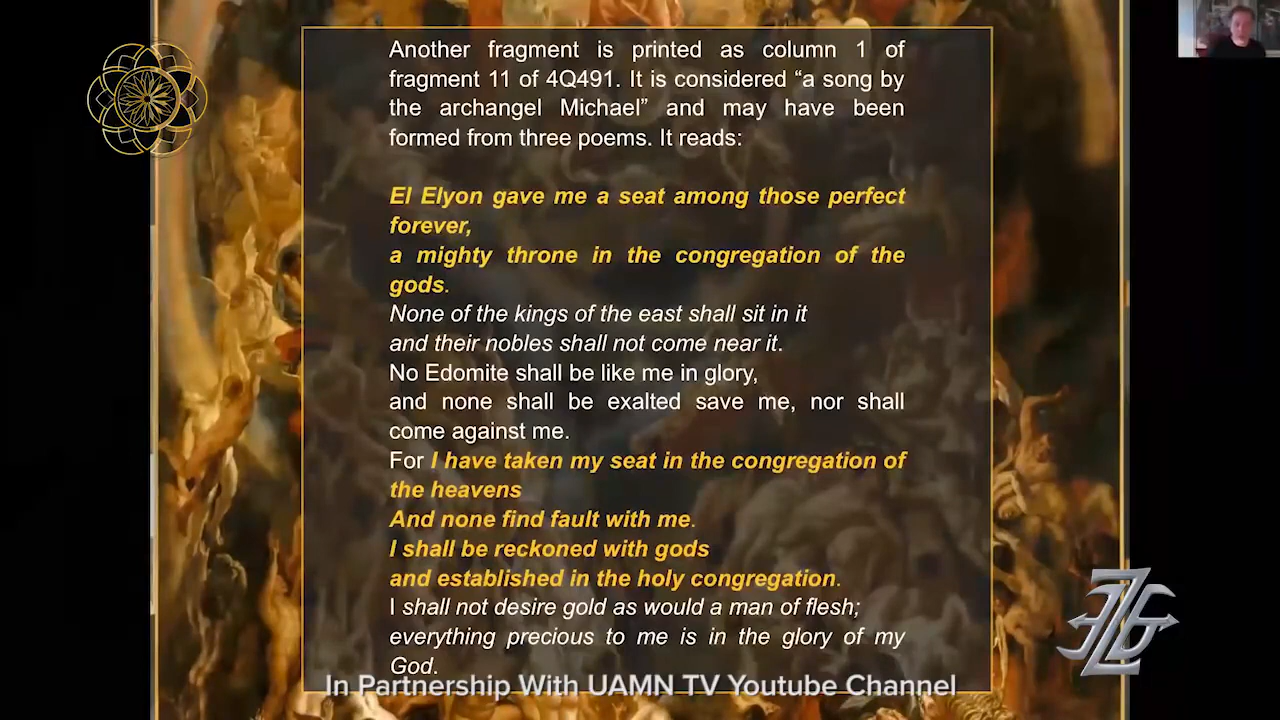 Another fragment is printed as column 1 of
fragment 11 of 4Q491. It is considered “a song by
the archangel Michael” and may have been
formed from three poems. It reads:
El Elyon gave me a seat among those perfect
forever,
a mighty throne in the congregation of the
gods.
None of the kings of the east shall sit in it
and their nobles shall not come near it.
No Edomite shall be like me in glory,
and none shall be exalted save me, nor shall
come against me.
For I have taken my seat in the congregation of
the heavens
And none find fault with me.
I shall be reckoned with gods
and established in the holy congregation.
I shall not desire gold as would a man of flesh;
everything precious to me is in the glory of my
God.
In Partnership With UAMN TV Youtube Channel